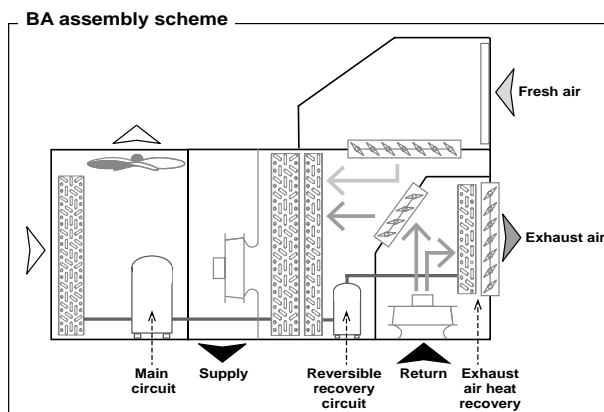 BA assembly scheme
Fresh air
Exhaust air
Main
circuit
Supply
Reversible
recovery
circuit
Return
Exhaust
air heat
recovery